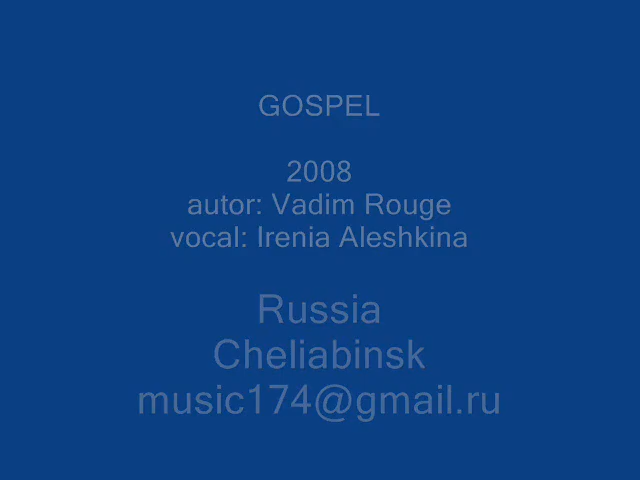 GOSPEL
2008
autor: Vadim Rouge
vocal: Irenia Aleshkina
Russia
Cheliabinsk
music174@gmail.ru